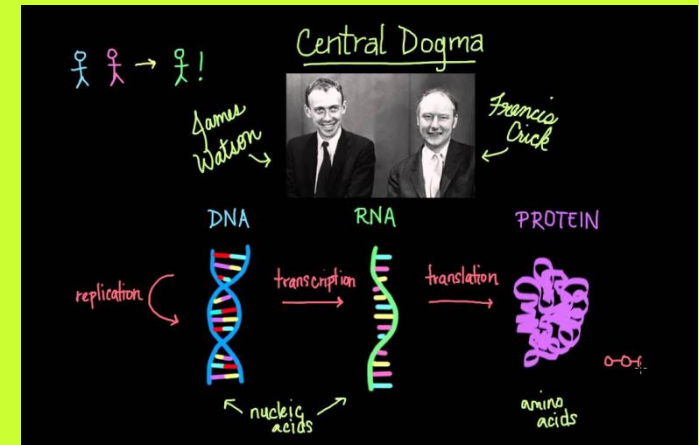 Central Dogma
James
Watson
Francis
Crick
DNA
RNA
PROTEIN
replication
transcription
translation
nucleic
acids
amino
acids